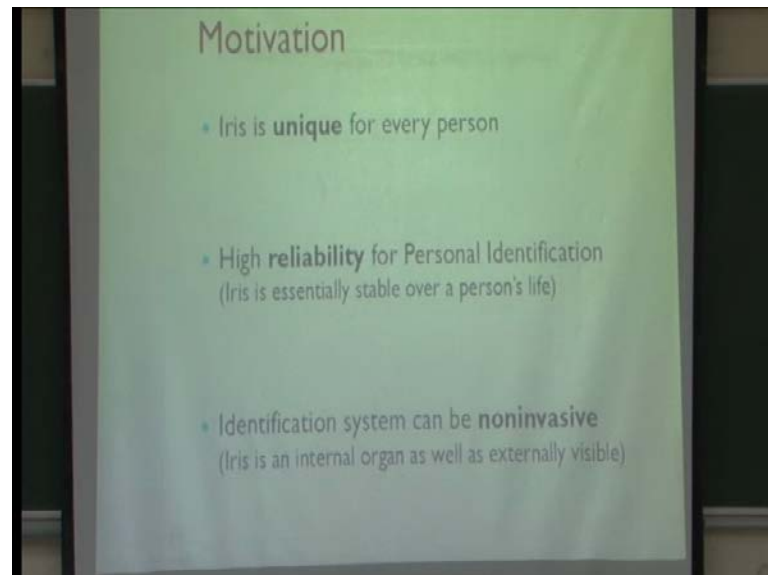 Motivation
• Iris is unique for every person
• High reliability for Personal Identification
(Iris is essentially stable over a person's life)
• Identification system can be noninvasive
(Iris is an internal organ as well as externally visible)